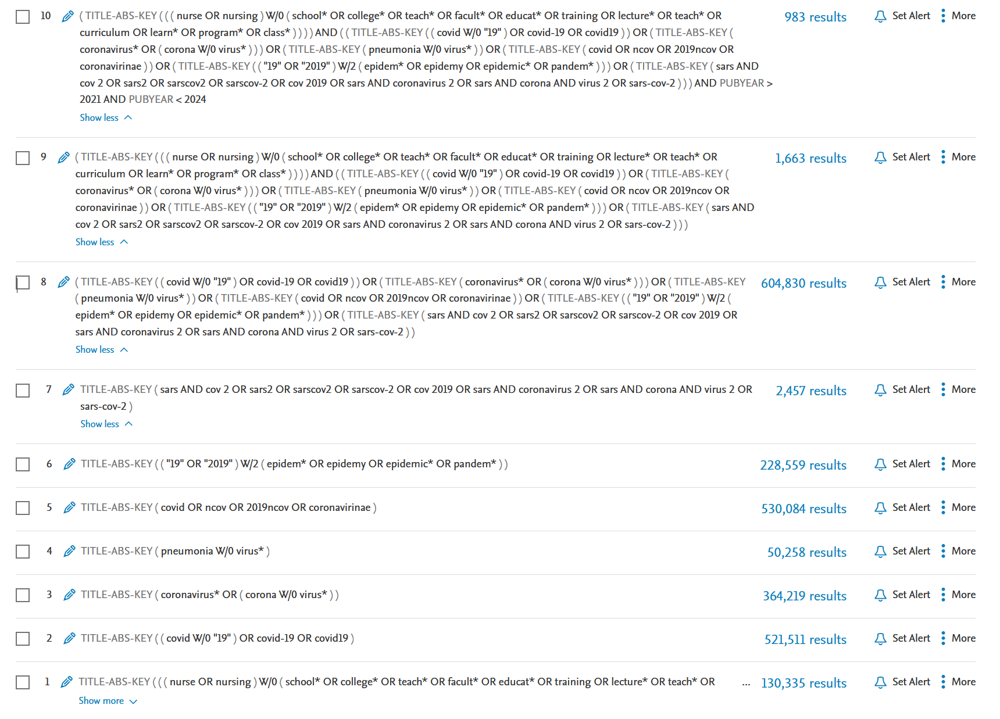 10 ( TITLE-ABS-KEY ( ( ( nurse OR nursing ) W/0 ( school* OR college* OR teach* OR facult* OR educat* OR training OR lecture* OR teach* OR 983 results Set Alert More
curriculum OR learn* OR program* OR class* ) ) ) ) AND ( ( TITLE-ABS-KEY ( ( covid W/0 "19" ) OR covid-19 OR covid19 ) ) OR ( TITLE-ABS-KEY (
coronavirus* OR ( corona W/0 virus* ) ) ) OR ( TITLE-ABS-KEY ( pneumonia W/0 virus* ) ) OR ( TITLE-ABS-KEY ( covid OR ncov OR 2019ncov OR
coronavirinae ) ) OR ( TITLE-ABS-KEY ( ( "19" OR "2019" ) W/2 ( epidem* OR epidemy OR epidemic* OR pandem* ) ) ) OR ( TITLE-ABS-KEY ( sars AND
cov 2 OR sars2 OR sarscov2 OR sarscov-2 OR cov 2019 OR sars AND coronavirus 2 OR sars AND corona AND virus 2 OR sars-cov-2 ) ) ) AND PUBYEAR >
2021 AND PUBYEAR < 2024
Show less
9 ( TITLE-ABS-KEY ( ( ( nurse OR nursing ) W/0 ( school* OR college* OR teach* OR facult* OR educat* OR training OR lecture* OR teach* OR 1,663 results Set Alert More
curriculum OR learn* OR program* OR class* ) ) ) ) AND ( ( TITLE-ABS-KEY ( ( covid W/0 "19" ) OR covid-19 OR covid19 ) ) OR ( TITLE-ABS-KEY (
coronavirus* OR ( corona W/0 virus* ) ) ) OR ( TITLE-ABS-KEY ( pneumonia W/0 virus* ) ) OR ( TITLE-ABS-KEY ( covid OR ncov OR 2019ncov OR
coronavirinae ) ) OR ( TITLE-ABS-KEY ( ( "19" OR "2019" ) W/2 ( epidem* OR epidemy OR epidemic* OR pandem* ) ) ) OR ( TITLE-ABS-KEY ( sars AND
cov 2 OR sars2 OR sarscov2 OR sarscov-2 OR cov 2019 OR sars AND coronavirus 2 OR sars AND corona AND virus 2 OR sars-cov-2 ) ) )
Show less
8 ( TITLE-ABS-KEY ( ( covid W/0 "19" ) OR covid-19 OR covid19 ) ) OR ( TITLE-ABS-KEY ( coronavirus* OR ( corona W/0 virus* ) ) ) OR ( TITLE-ABS-KEY 604,830 results Set Alert More
( pneumonia W/0 virus* ) ) OR ( TITLE-ABS-KEY ( covid OR ncov OR 2019ncov OR coronavirinae ) ) OR ( TITLE-ABS-KEY ( ( "19" OR "2019" ) W/2 (
epidem* OR epidemy OR epidemic* OR pandem* ) ) ) OR ( TITLE-ABS-KEY ( sars AND cov 2 OR sars2 OR sarscov2 OR sarscov-2 OR cov 2019 OR
sars AND coronavirus 2 OR sars AND corona AND virus 2 OR sars-cov-2 ) )
Show less
7 TITLE-ABS-KEY ( sars AND cov 2 OR sars2 OR sarscov2 OR sarscov-2 OR cov 2019 OR sars AND coronavirus 2 OR sars AND corona AND virus 2 OR 2,457 results Set Alert More
sars-cov-2 )
Show less
6 TITLE-ABS-KEY ( ( "19" OR "2019" ) W/2 ( epidem* OR epidemy OR epidemic* OR pandem* ) ) 228,559 results Set Alert More
5 TITLE-ABS-KEY ( covid OR ncov OR 2019ncov OR coronavirinae ) 530,084 results Set Alert More
4 TITLE-ABS-KEY ( pneumonia W/0 virus* ) 50,258 results Set Alert More
3 TITLE-ABS-KEY ( coronavirus* OR ( corona W/0 virus* ) ) 364,219 results Set Alert More
2 TITLE-ABS-KEY ( ( covid W/0 "19" ) OR covid-19 OR covid19 ) 521,511 results Set Alert More
1 TITLE-ABS-KEY ( ( ( nurse OR nursing ) W/0 ( school* OR college* OR teach* OR facult* OR educat* OR training OR lecture* OR teach* OR ... 130,335 results Set Alert More
Show more